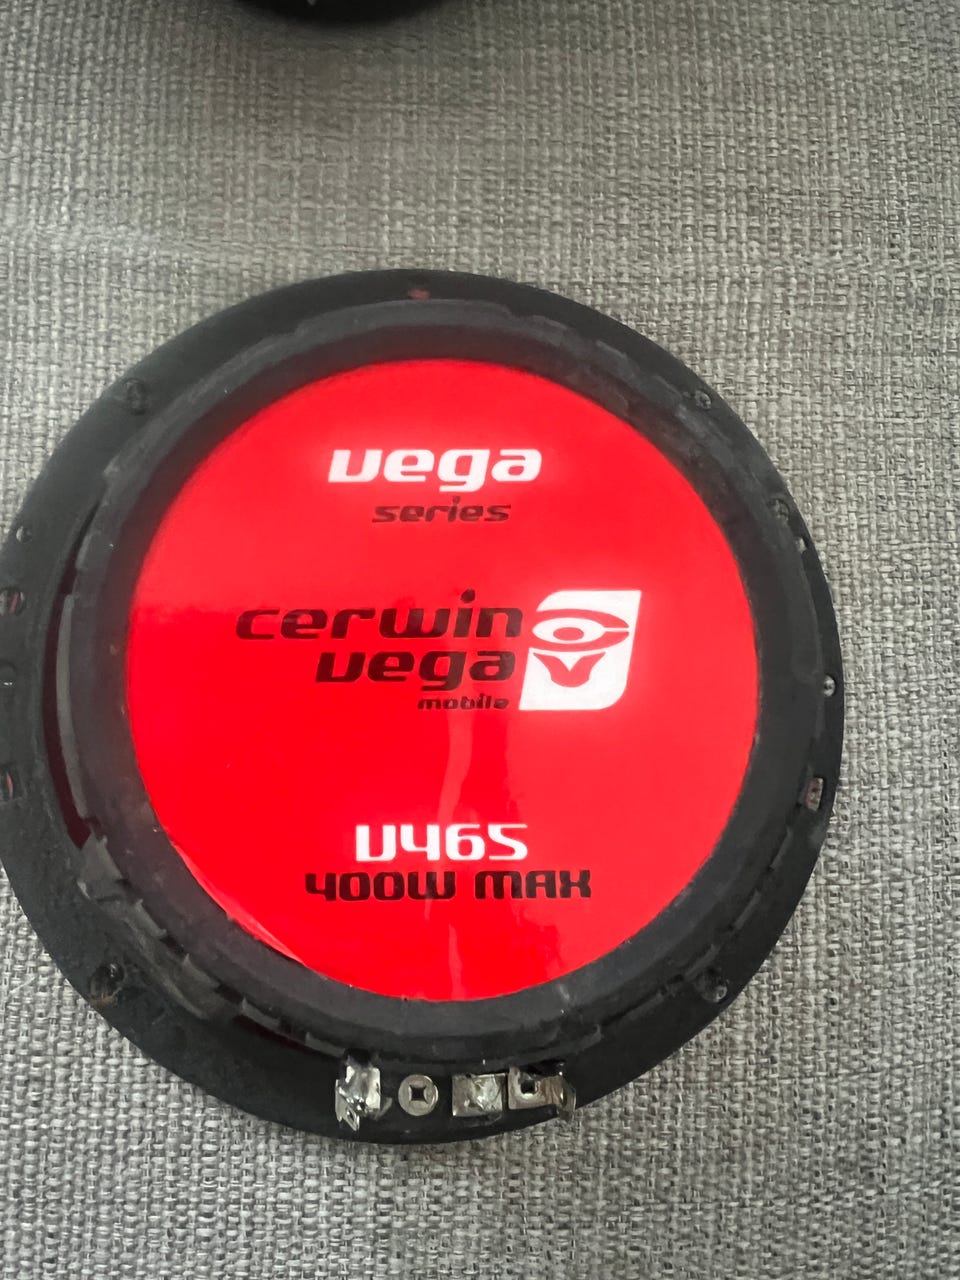 vega
series
cerwin
vega
mobile
V465
400W MAX